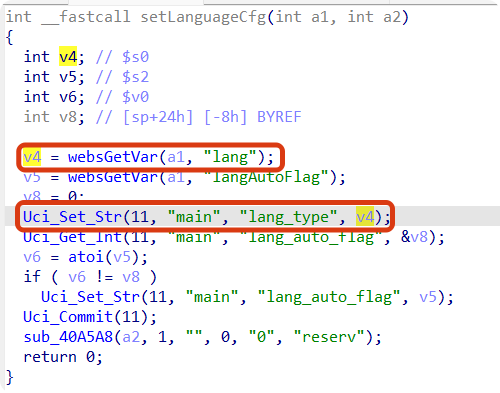 int __fastcall setLanguageCfg(int a1, int a2)
{
int v4; // $s0
int v5; // $s2
int v6; // $v0
int v8; // [sp+24h] [-8h] BYREF
v4 = websGetVar(a1, "lang");
v5 = websGetVar(a1, "langAutoFlag");
v8 = 0;
Uci_Set_Str(11, "main", "lang_type", v4);
Uci_Get_Int(11, "main", "lang_auto_flag", &v8);
v6 = atoi(v5);
if ( v6 != v8 )
Uci_Set_Str(11, "main", "lang_auto_flag", v5);
Uci_Commit(11);
sub_40A5A8(a2, 1, "", 0, "0", "reserv");
return 0;
}